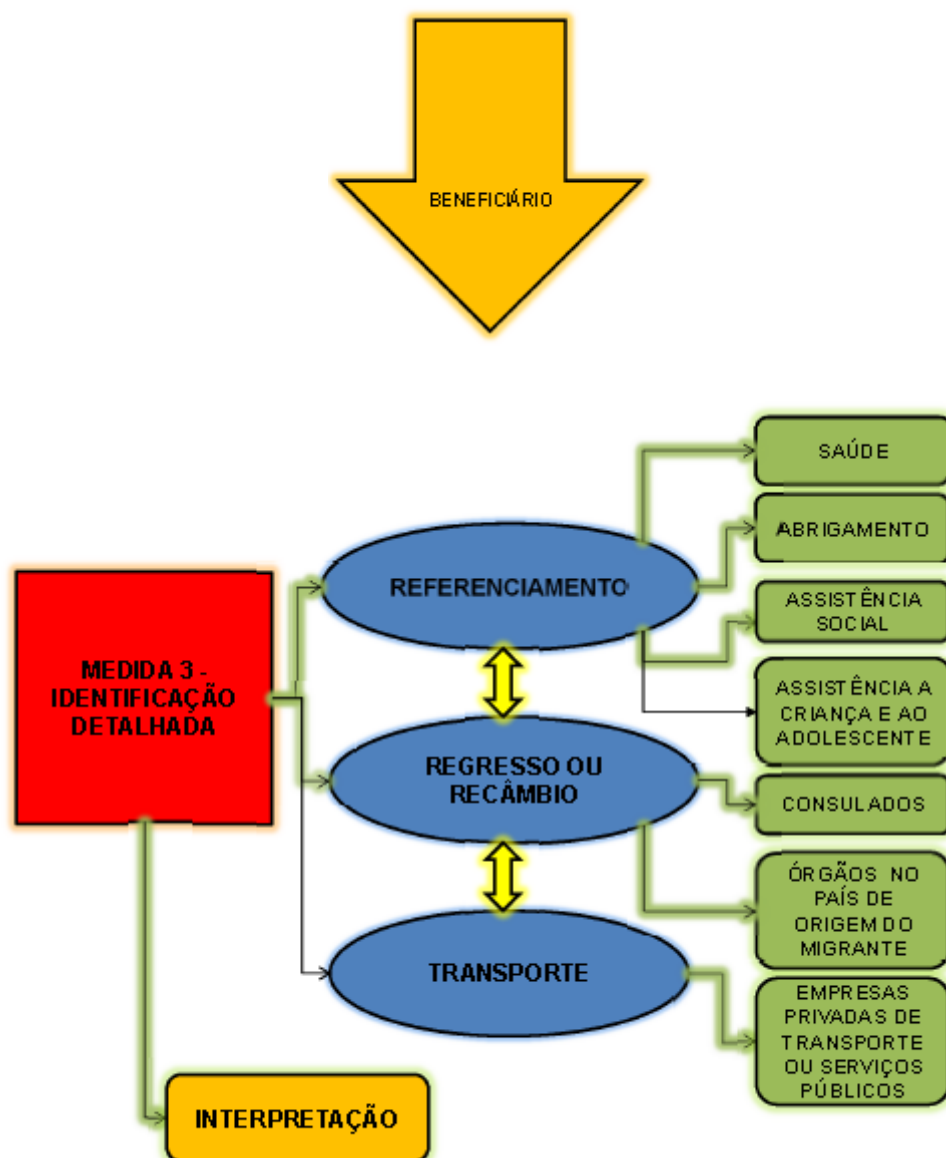 BENEFICIÁRIO
SAÚDE
ABRIGAMENTO
REFERENCIAMENTO
ASSISTÊNCIA
SOCIAL
MEDIDA 3 -
IDENTIFICAÇÃO
DETALHADA
ASSISTÊNCIA A
CRIANÇA E AO
ADOLESCENTE
REGRESSO OU
RECÂMBIO
CONSULADOS
ÓRGÃOS NO
PAÍS DE
ORIGEM DO
MIGRANTE
TRANSPORTE
EMPRESAS
PRIVADAS DE
TRANSPORTE
OU SERVIÇOS
PÚBLICOS
INTERPRETAÇÃO